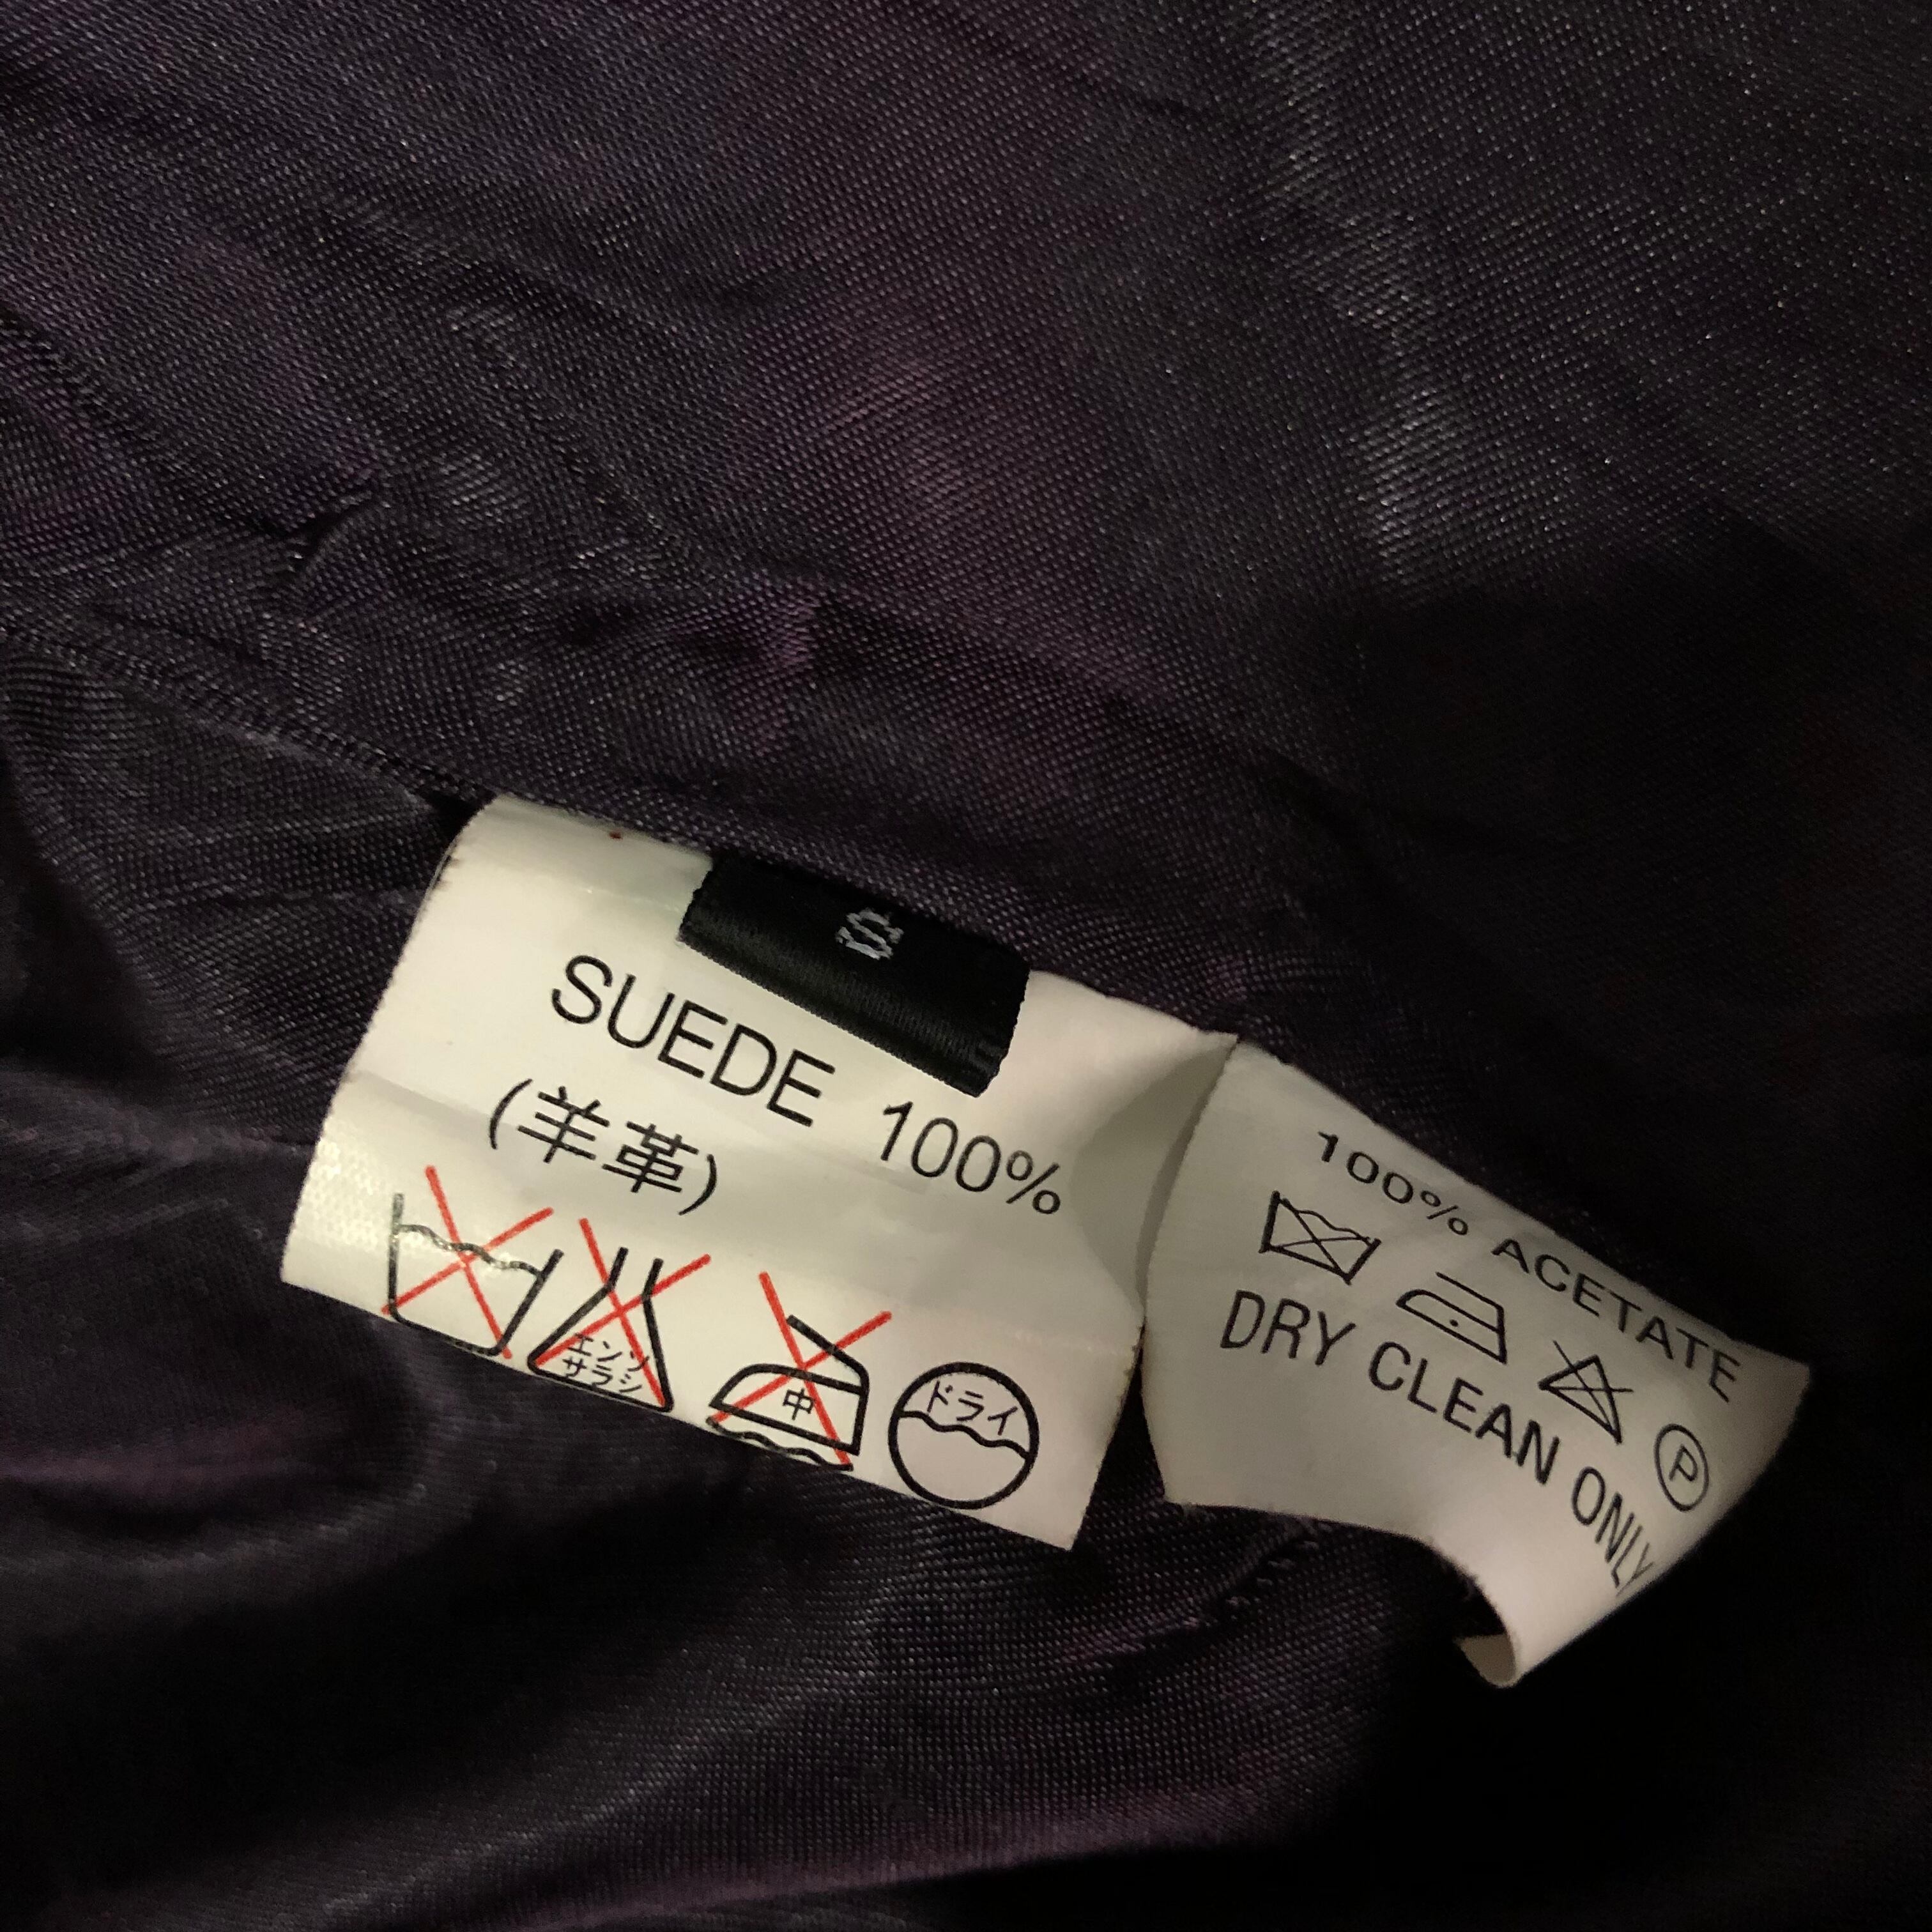 S
SUEDE 100%
(羊革)
エンソ
サラシ
中
ドライ
100% ACETATE
P
DRY CLEAN ONLY